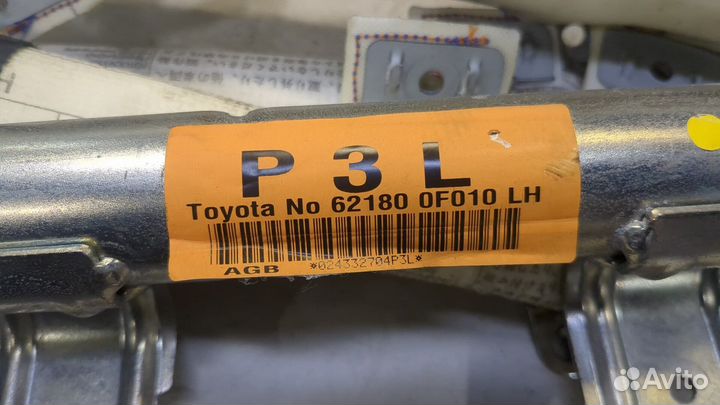 P 3 L
Toyota No 62180 0F010 LH
AGB *024332704P3L*
Avito